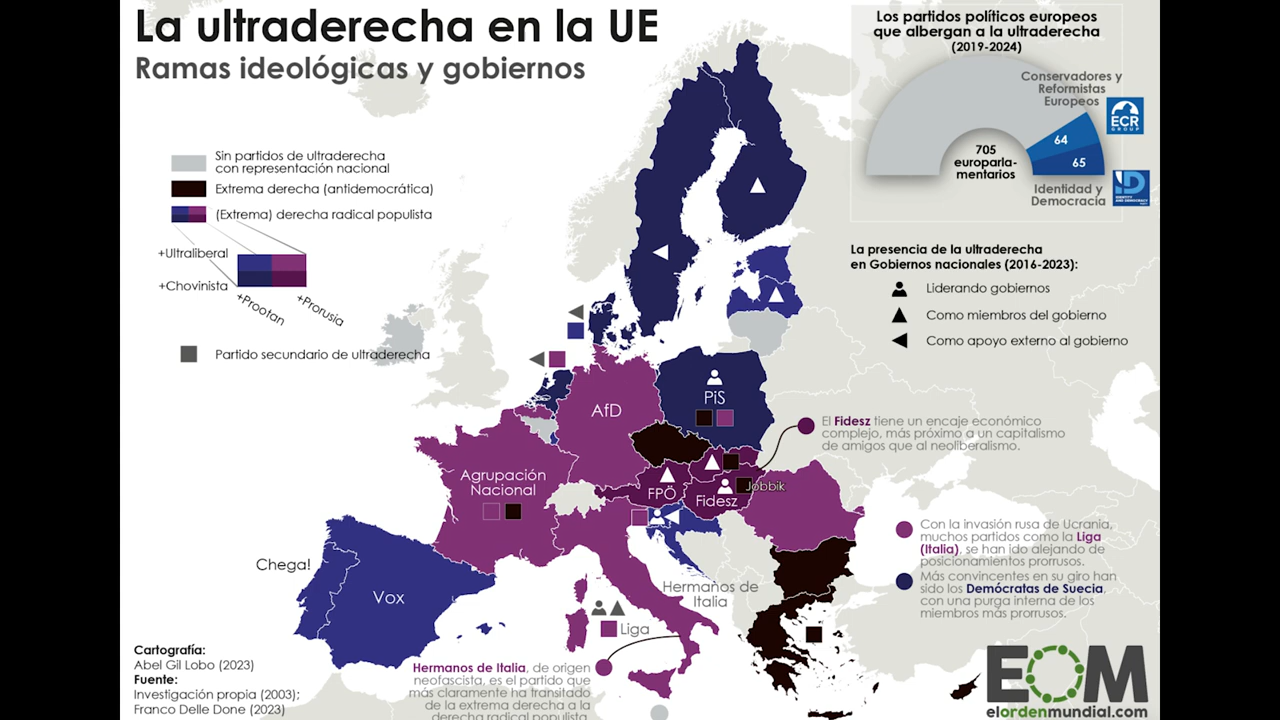 La ultraderecha en la UE
Ramas ideológicas y gobiernos
Sin partidos de ultraderecha
con representación nacional
Extrema derecha (antidemocrática)
(Extrema) derecha radical populista
+Ultraliberal
+Chovinista
+Prootan
+Prorusia
Partido secundario de ultraderecha
Los partidos políticos europeos
que albergan a la ultraderecha
(2019-2024)
Conservadores y
Reformistas
Europeos
ECR
GROUP
64
65
705
europarla-
mentarios
Identidad y
Democracia
ID
IDENTITY
AND DEMOCRACY
La presencia de la ultraderecha
en Gobiernos nacionales (2016-2023):
Liderando gobiernos
Como miembros del gobierno
Como apoyo externo al gobierno
PiS
AfD
El Fidesz tiene un encaje económico
complejo, más próximo a un capitalismo
de amigos que al neoliberalismo.
Agrupación
Nacional
FPÖ
Fidesz
Jobbik
Con la invasión rusa de Ucrania,
muchos partidos como la Liga
(Italia), se han ido alejando de
posicionamientos prorrusos.
Más convincentes en su giro han
sido los Demócratas de Suecia,
con una purga interna de los
miembros más prorrusos.
Chega!
Vox
Hermanos de
Italia
Liga
Hermanos de Italia, de origen
neofascista, es el partido que
más claramente ha transitado
de la extrema derecha a la
derecha radical populista.
Cartografía:
Abel Gil Lobo (2023)
Fuente:
Investigación propia (2003);
Franco Delle Done (2023)
EOM
elordenmundial.com